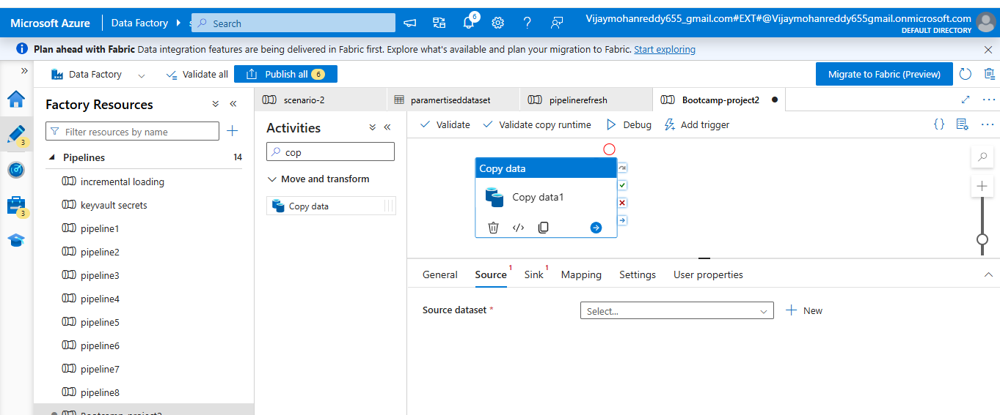 Microsoft Azure
Data Factory
Search
6
Vijaymohanreddy655_gmail.com#EXT#@Vijaymohanreddy655gmail.onmicrosoft.com
DEFAULT DIRECTORY
Plan ahead with Fabric Data integration features are being delivered in Fabric first. Explore what's available and plan your migration to Fabric. Start exploring
Data Factory
Validate all
Publish all 6
Migrate to Fabric (Preview)
3
3
Factory Resources
Filter resources by name
Pipelines 14
incremental loading
keyvault secrets
pipeline1
pipeline2
pipeline3
pipeline4
pipeline5
pipeline6
pipeline7
pipeline8
Bootcamp-project2
scenario-2
paramertiseddataset
pipelinerefresh
Bootcamp-project2
Activities
cop
Move and transform
Copy data
Validate
Validate copy runtime
Debug
Add trigger
{}
Copy data
Copy data1
</>
General
Source 1
Sink 1
Mapping
Settings
User properties
Source dataset *
Select...
New